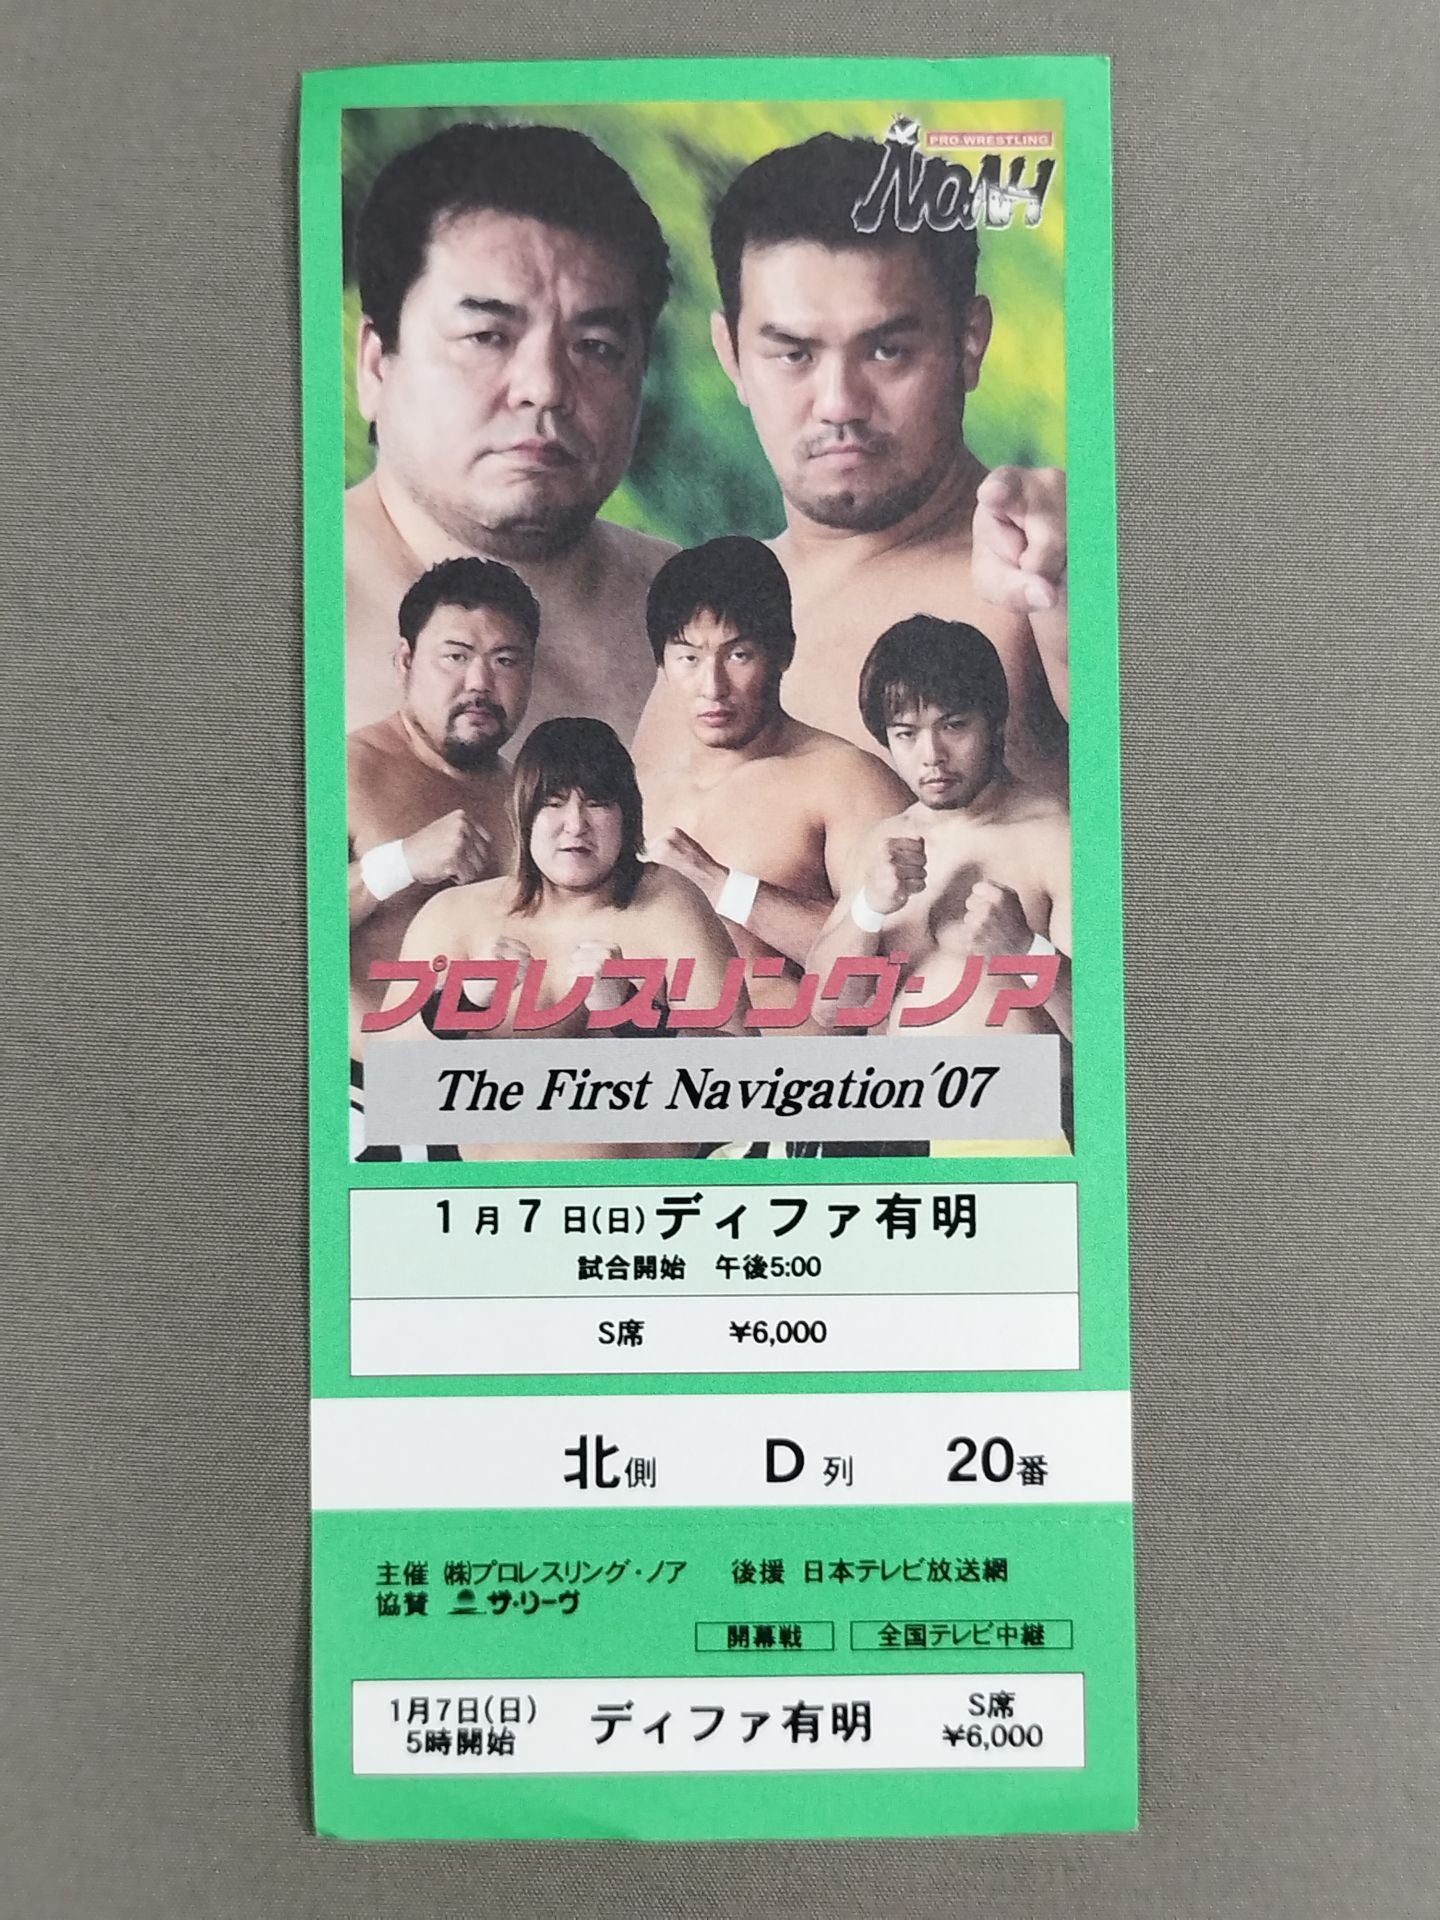 PRO-WRESTLING
NOAH
プロレスリング・ノア
The First Navigation'07
1月7日(日)ディファ有明
試合開始 午後5:00
S席 ¥6,000
北側 D列 20番
主催 ㈱プロレスリング・ノア 後援 日本テレビ放送網
協賛 ザ・リーヴ
開幕戦 全国テレビ中継
1月7日(日) ディファ有明 S席
5時開始 ¥6,000